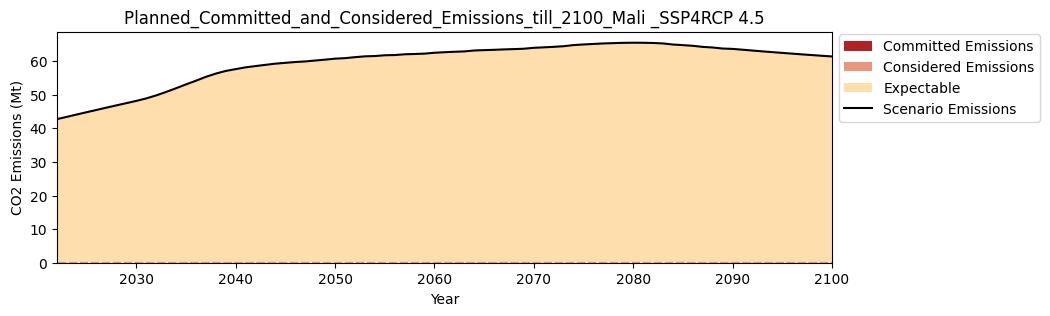 Planned_Committed_and_Considered_Emissions_till_2100_Mali _SSP4RCP 4.5
CO2 Emissions (Mt)
60
50
40
30
20
10
0
2030 2040 2050 2060 2070 2080 2090 2100
Year
Committed Emissions
Considered Emissions
Expectable
Scenario Emissions